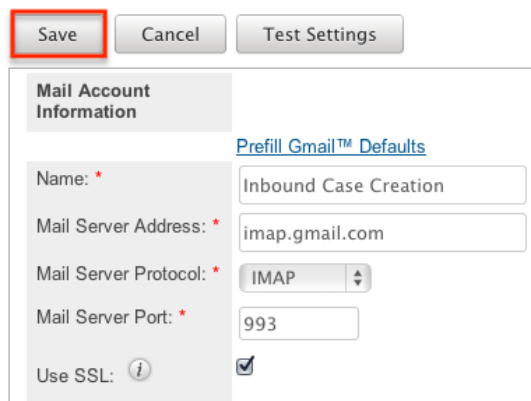 Save Cancel Test Settings
Mail Account
Information
Prefill Gmail™ Defaults
Name: * Inbound Case Creation
Mail Server Address: * imap.gmail.com
Mail Server Protocol: * IMAP
Mail Server Port: * 993
Use SSL: i